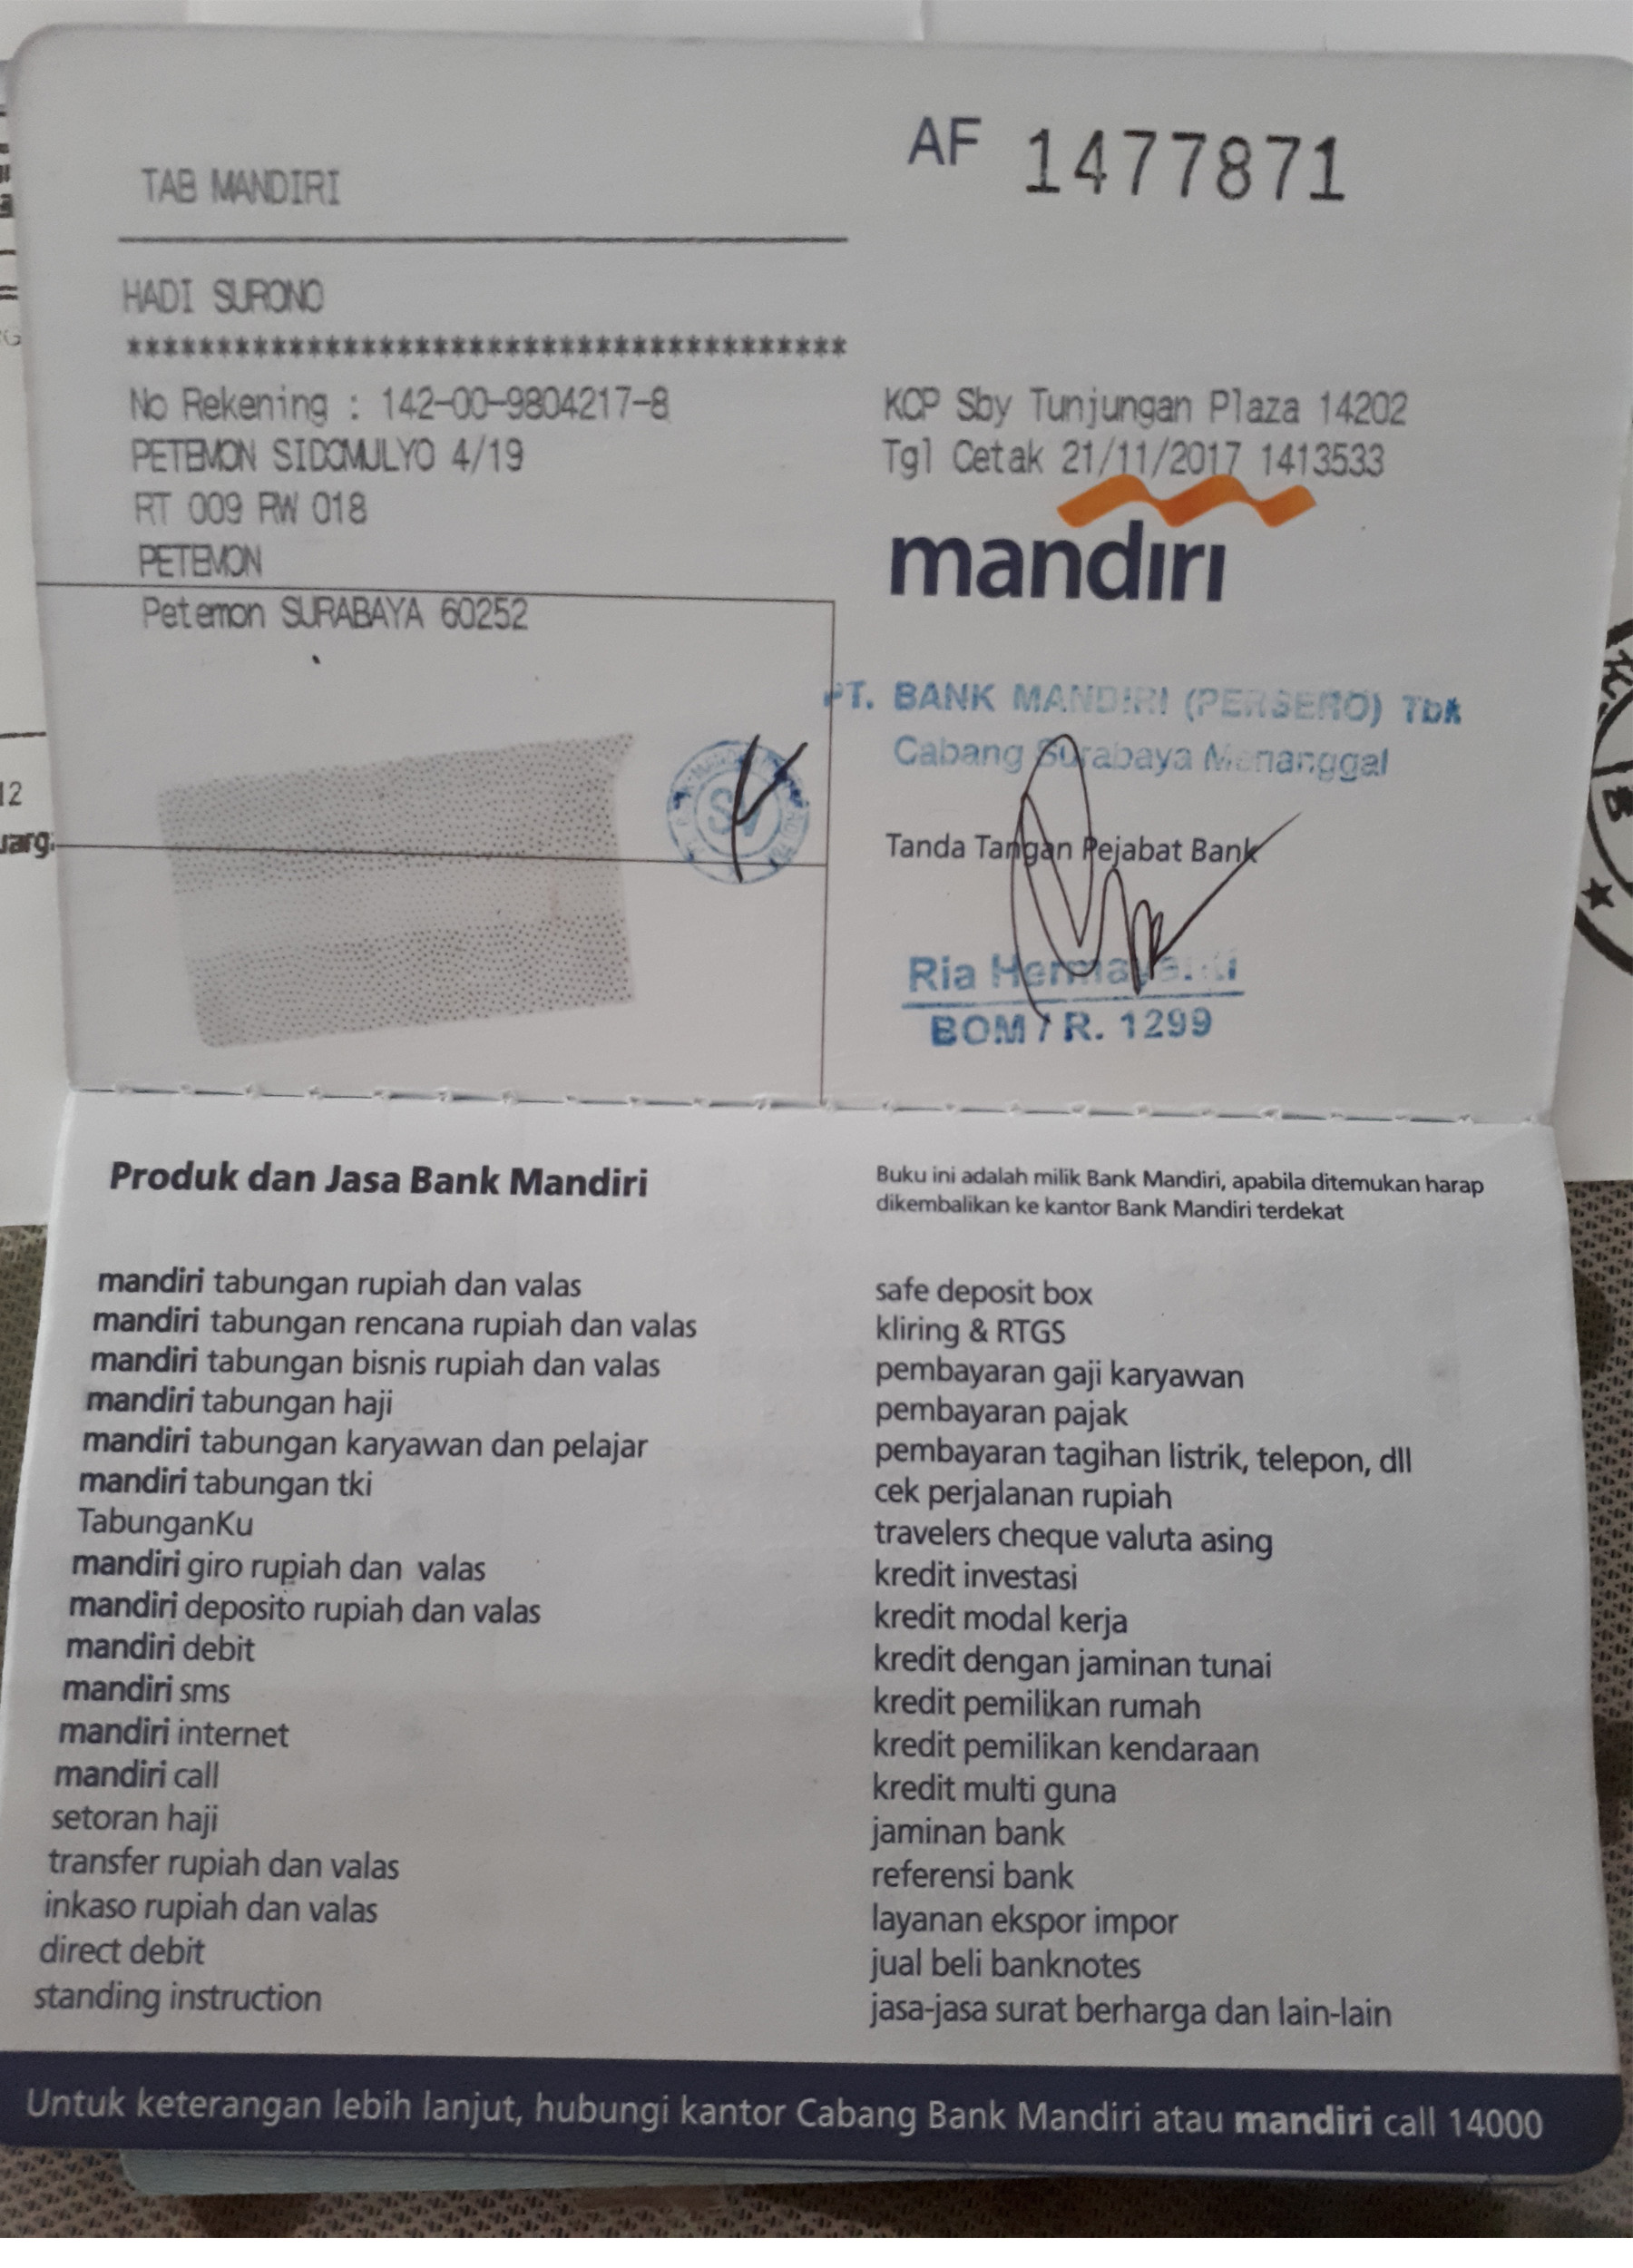 AF 1477871
TAB MANDIRI
HADI SURONO
****************************************
No Rekening : 142-00-9804217-8
PETEMON SIDOMULYO 4/19
RT 009 RW 018
PETEMON
Petemon SURABAYA 60252
KCP Sby Tunjungan Plaza 14202
Tgl Cetak 21/11/2017 1413533
mandiri
PT. BANK MANDIRI (PERSERO) Tbk
Cabang Surabaya Menanggal
SV
Tanda Tangan Pejabat Bank
Ria
BOM / R. 1299
Produk dan Jasa Bank Mandiri
mandiri tabungan rupiah dan valas
mandiri tabungan rencana rupiah dan valas
mandiri tabungan bisnis rupiah dan valas
mandiri tabungan haji
mandiri tabungan karyawan dan pelajar
mandiri tabungan tki
TabunganKu
mandiri giro rupiah dan valas
mandiri deposito rupiah dan valas
mandiri debit
mandiri sms
mandiri internet
mandiri call
setoran haji
transfer rupiah dan valas
inkaso rupiah dan valas
direct debit
standing instruction
Buku ini adalah milik Bank Mandiri, apabila ditemukan harap
dikembalikan ke kantor Bank Mandiri terdekat
safe deposit box
kliring & RTGS
pembayaran gaji karyawan
pembayaran pajak
pembayaran tagihan listrik, telepon, dll
cek perjalanan rupiah
travelers cheque valuta asing
kredit investasi
kredit modal kerja
kredit dengan jaminan tunai
kredit pemilikan rumah
kredit pemilikan kendaraan
kredit multi guna
jaminan bank
referensi bank
layanan ekspor impor
jual beli banknotes
jasa-jasa surat berharga dan lain-lain
Untuk keterangan lebih lanjut, hubungi kantor Cabang Bank Mandiri atau mandiri call 14000
12